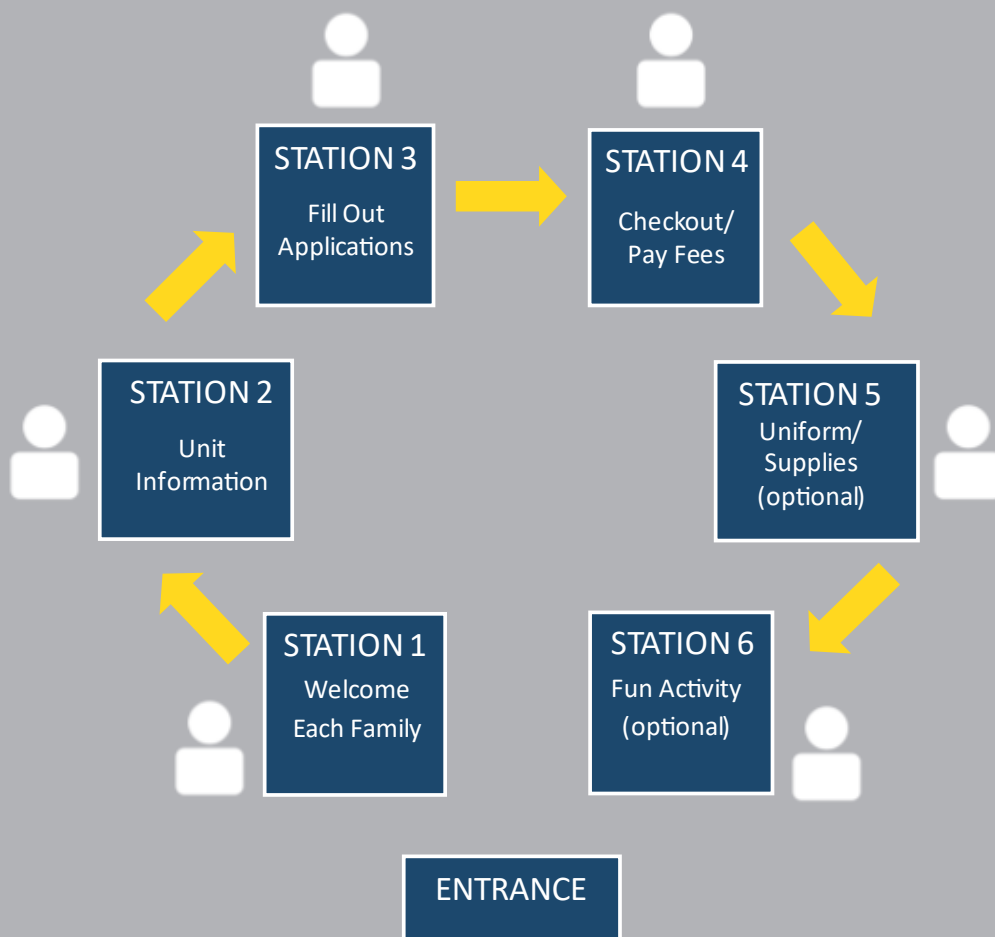 STATION 1
Welcome
Each Family
STATION 2
Unit
Information
STATION 3
Fill Out
Applications
STATION 4
Checkout/
Pay Fees
STATION 5
Uniform/
Supplies
(optional)
STATION 6
Fun Activity
(optional)
ENTRANCE